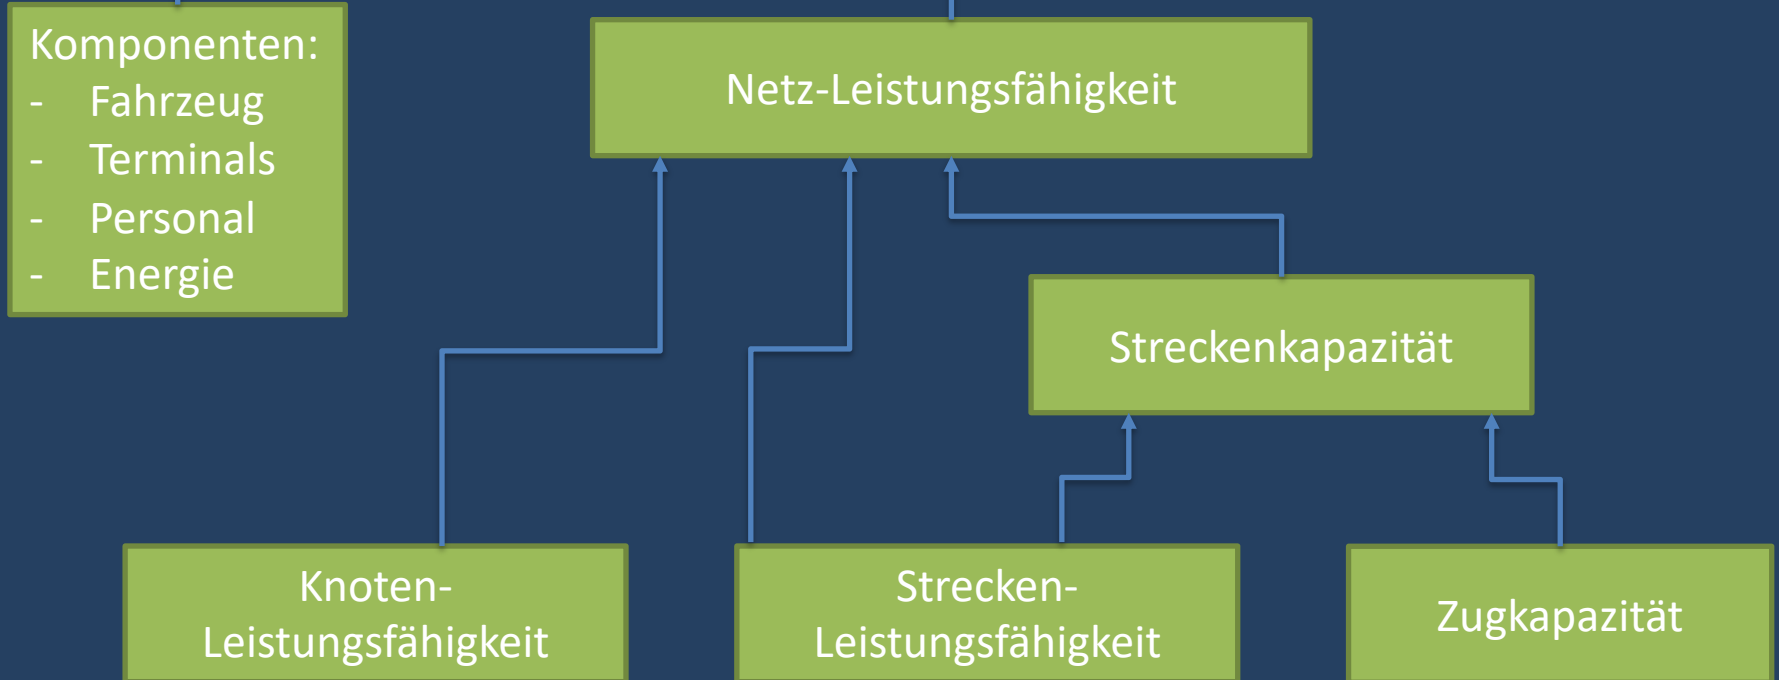 Komponenten:
- Fahrzeug
- Terminals
- Personal
- Energie
Netz-Leistungsfähigkeit
Streckenkapazität
Knoten-
Leistungsfähigkeit
Strecken-
Leistungsfähigkeit
Zugkapazität